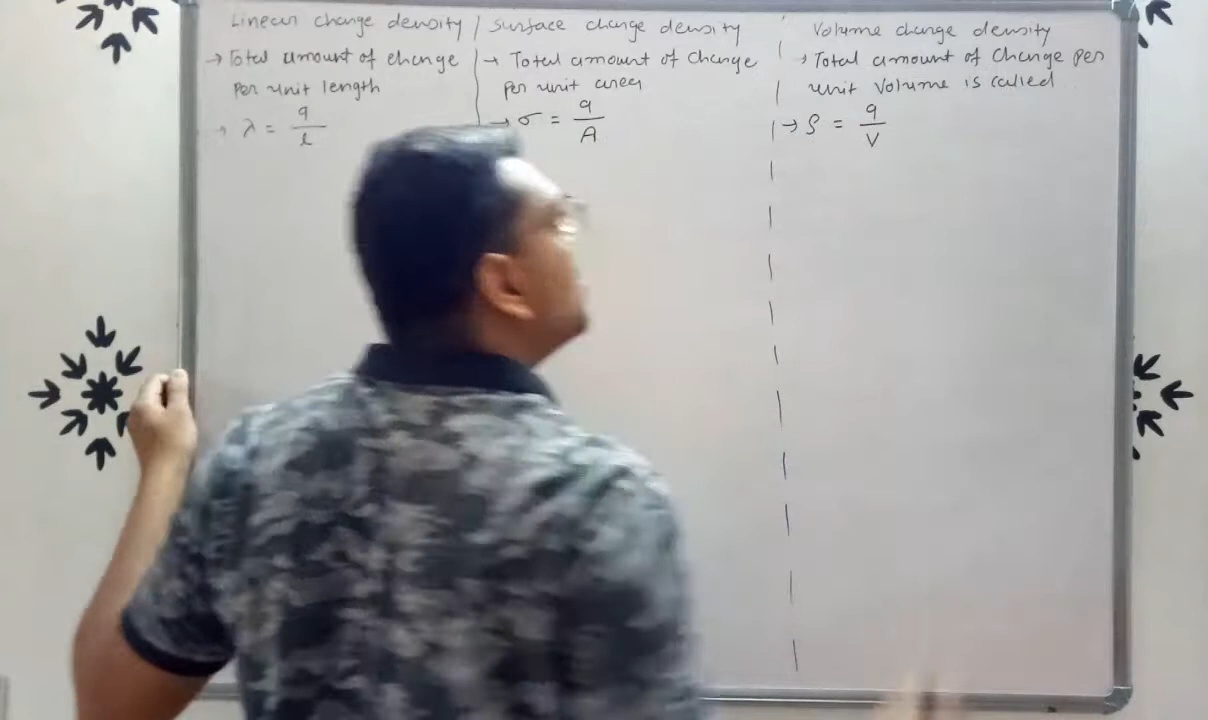 Linear charge density
→ Total amount of charge
per unit length
→ λ = q/l
Surface charge density
→ Total amount of charge
per unit area
→ σ = q/A
Volume charge density
→ Total amount of charge per
unit volume is called
→ ρ = q/V